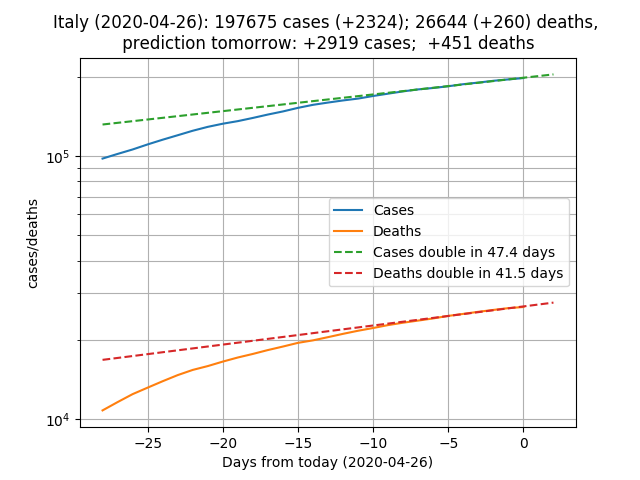 Italy (2020-04-26): 197675 cases (+2324); 26644 (+260) deaths,
prediction tomorrow: +2919 cases;  +451 deaths
cases/deaths
10^5
10^4
Cases
Deaths
Cases double in 47.4 days
Deaths double in 41.5 days
−25 −20 −15 −10 −5 0
Days from today (2020-04-26)